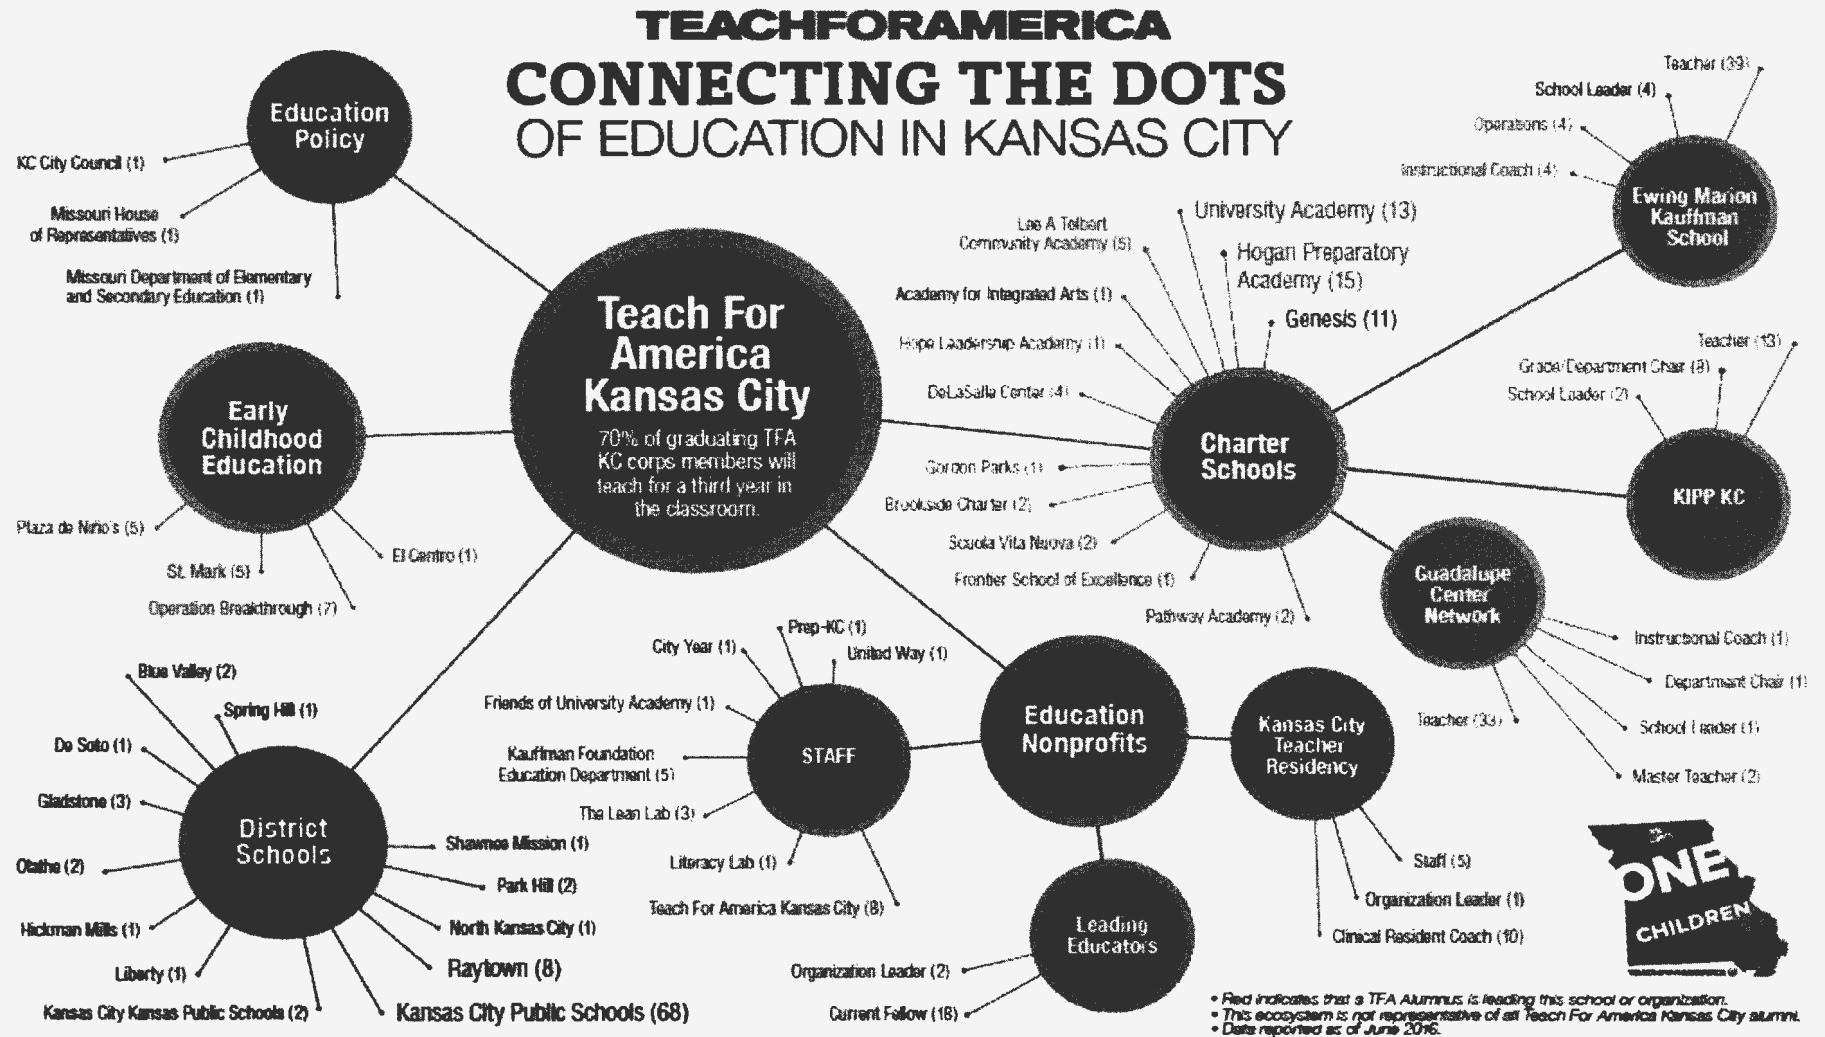 TEACHFORAMERICA
CONNECTING THE DOTS
OF EDUCATION IN KANSAS CITY
Education
Policy
KC City Council (1)
Missouri House
of Representatives (1)
Missouri Department of Elementary
and Secondary Education (1)
Teach For
America
Kansas City
70% of graduating TFA
KC corps members will
teach for a third year in
the classroom.
Early
Childhood
Education
Plaza de Niño's (5)
St. Mark (5)
Operation Breakthrough (7)
El Centro (1)
District
Schools
Blue Valley (2)
Spring Hill (1)
De Soto (1)
Gladstone (3)
Olathe (2)
Hickman Mills (1)
Liberty (1)
Kansas City Kansas Public Schools (2)
Kansas City Public Schools (68)
Raytown (8)
North Kansas City (1)
Park Hill (2)
Shawnee Mission (1)
Charter
Schools
Lee A Tolbert
Community Academy (5)
University Academy (13)
Hogan Preparatory
Academy (15)
Genesis (11)
Academy for Integrated Arts (1)
Hope Leadership Academy (1)
DeLaSalle Center (4)
Gordon Parks (1)
Brookside Charter (2)
Scuola Vita Nuova (2)
Frontier School of Excellence (1)
Pathway Academy (2)
Ewing Marion
Kauffman
School
Teacher (39)
School Leader (4)
Operations (4)
Instructional Coach (4)
KIPP KC
Teacher (13)
Grade/Department Chair (8)
School Leader (2)
Guadalupe
Center
Network
Instructional Coach (1)
Department Chair (1)
School Leader (1)
Master Teacher (2)
Teacher (33)
Education
Nonprofits
STAFF
Prep-KC (1)
City Year (1)
United Way (1)
Friends of University Academy (1)
Kauffman Foundation
Education Department (5)
The Lean Lab (3)
Literacy Lab (1)
Teach For America Kansas City (8)
Kansas City
Teacher
Residency
Staff (5)
Organization Leader (1)
Clinical Resident Coach (10)
Leading
Educators
Organization Leader (2)
Current Fellow (18)
ONE
CHILDREN
• Red indicates that a TFA Alumnus is leading this school or organization.
• This ecosystem is not representative of all Teach For America Kansas City alumni.
• Data reported as of June 2016.